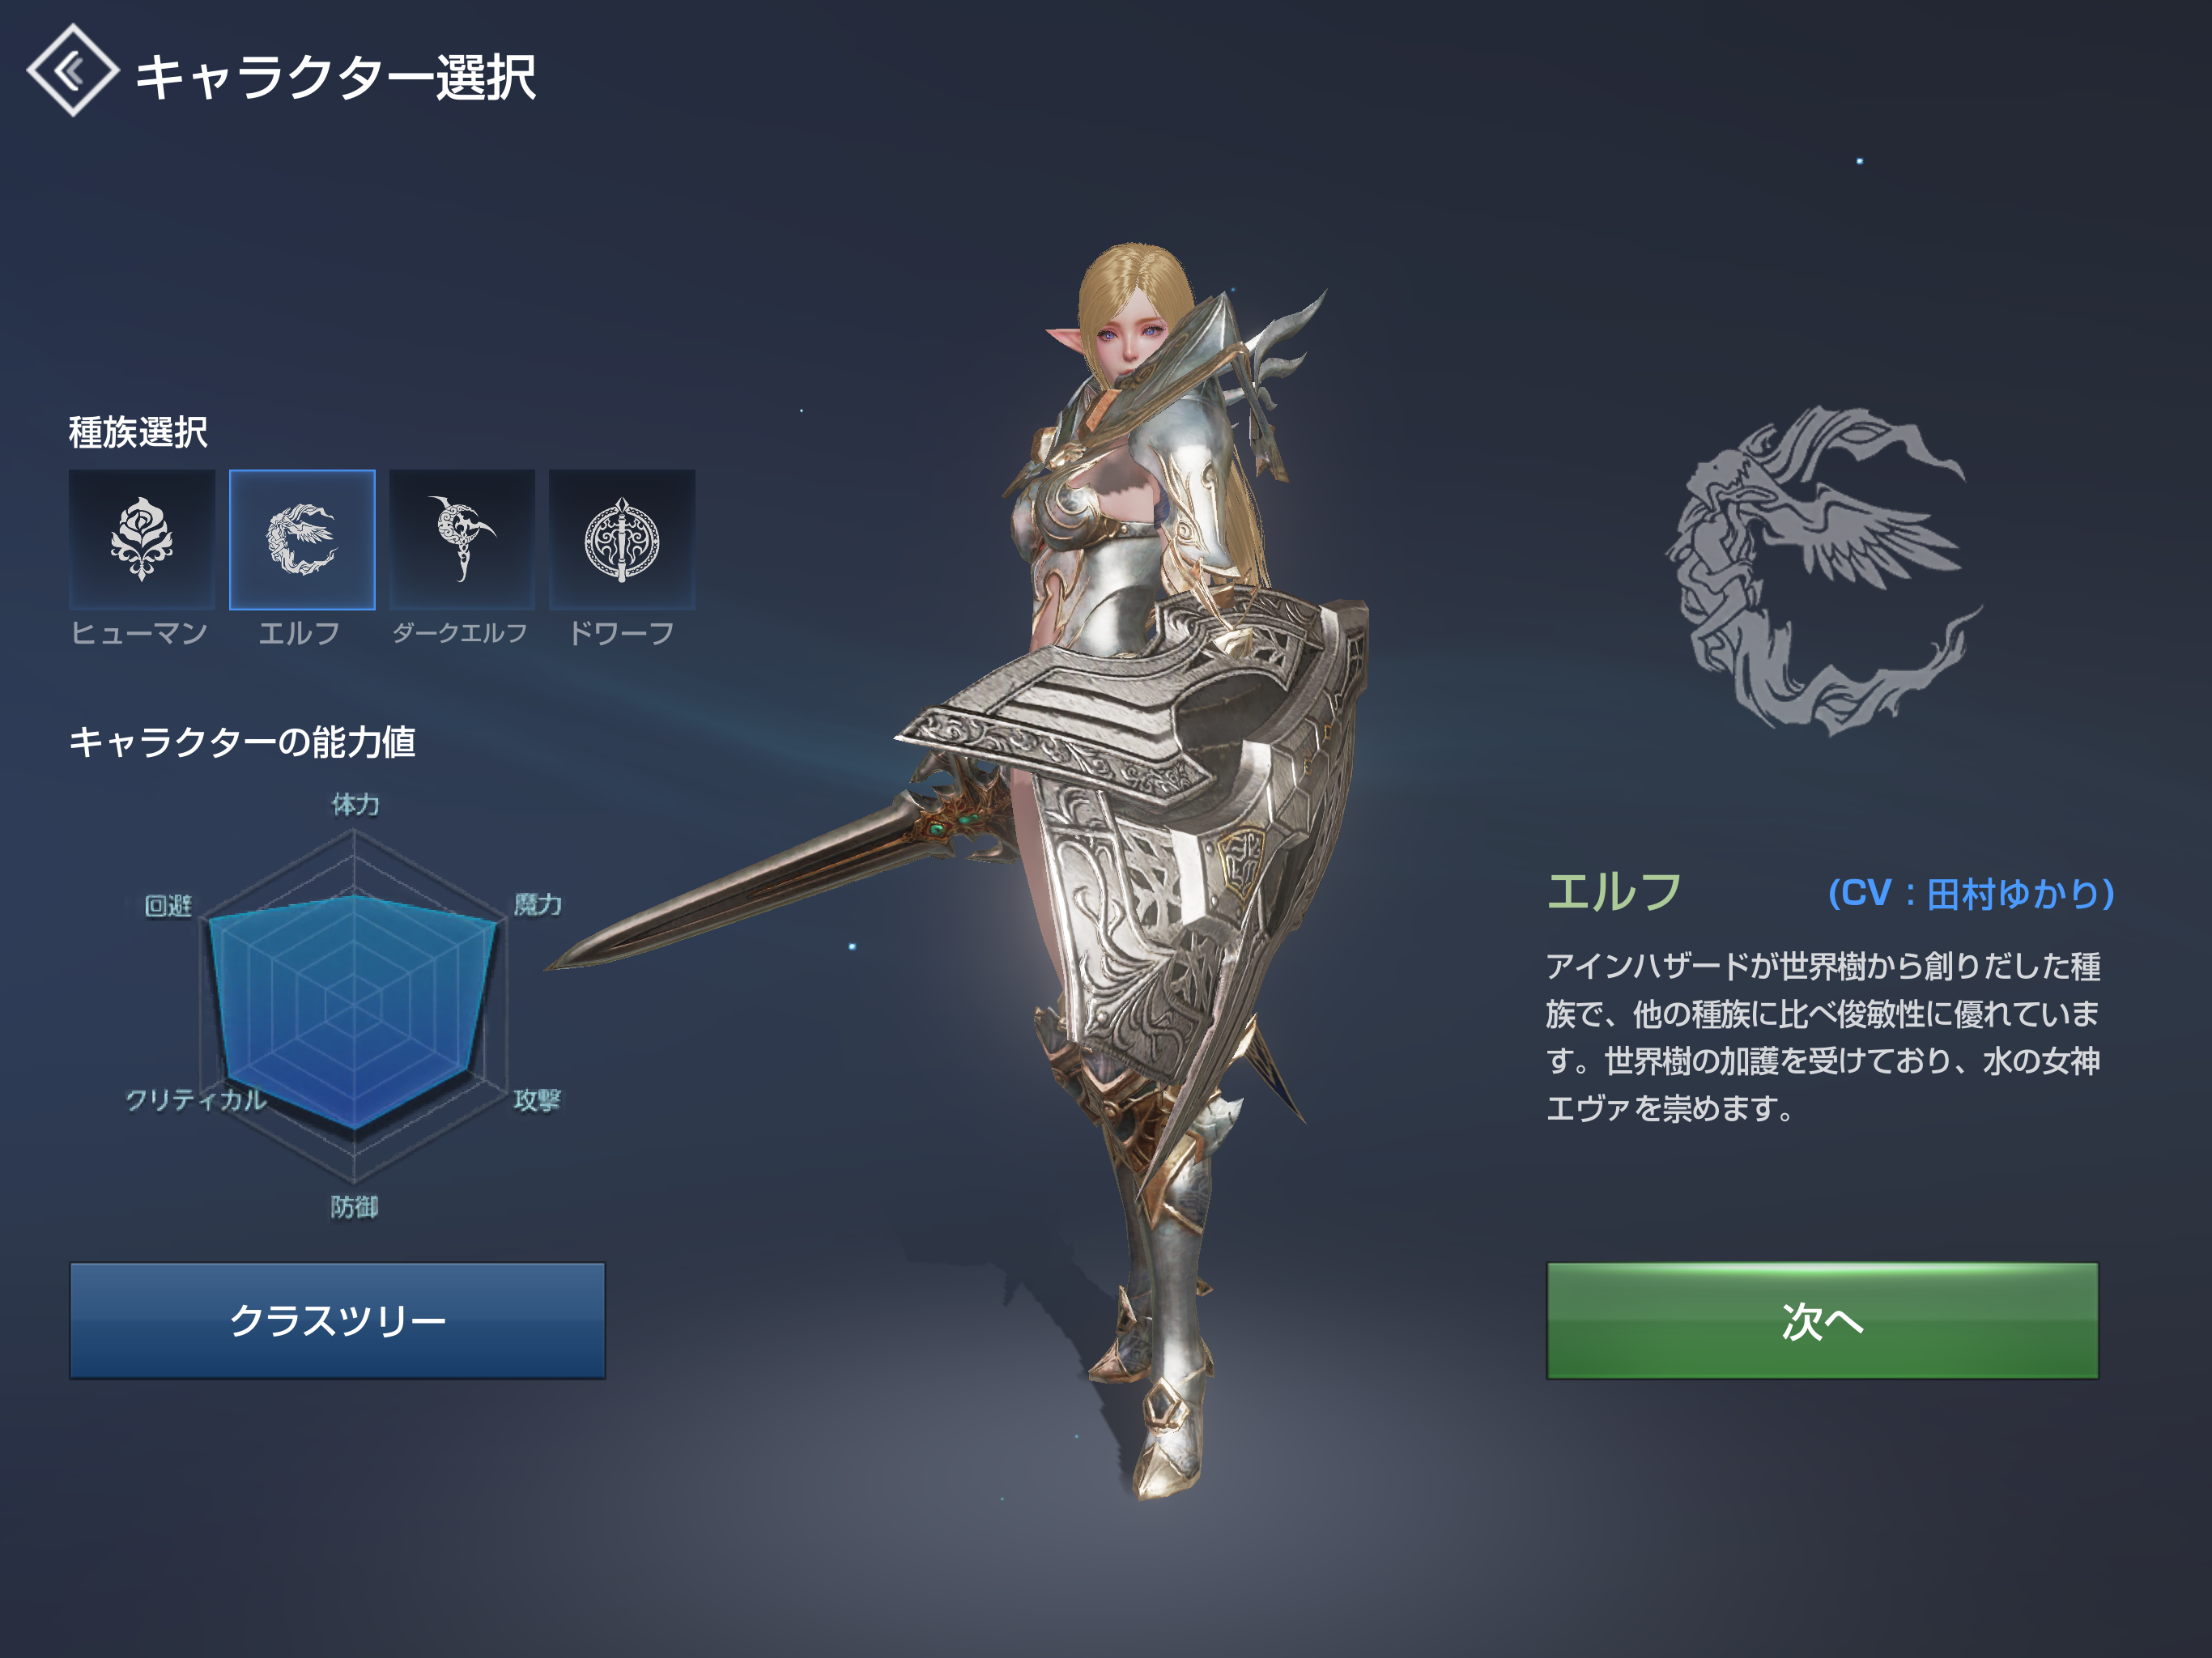 キャラクター選択
種族選択
ヒューマン
エルフ
ダークエルフ
ドワーフ
キャラクターの能力値
体力
回避
魔力
クリティカル
攻撃
防御
クラスツリー
エルフ
(CV：田村ゆかり)
アインハザードが世界樹から創りだした種
族で、他の種族に比べ俊敏性に優れていま
す。世界樹の加護を受けており、水の女神
エヴァを崇めます。
次へ